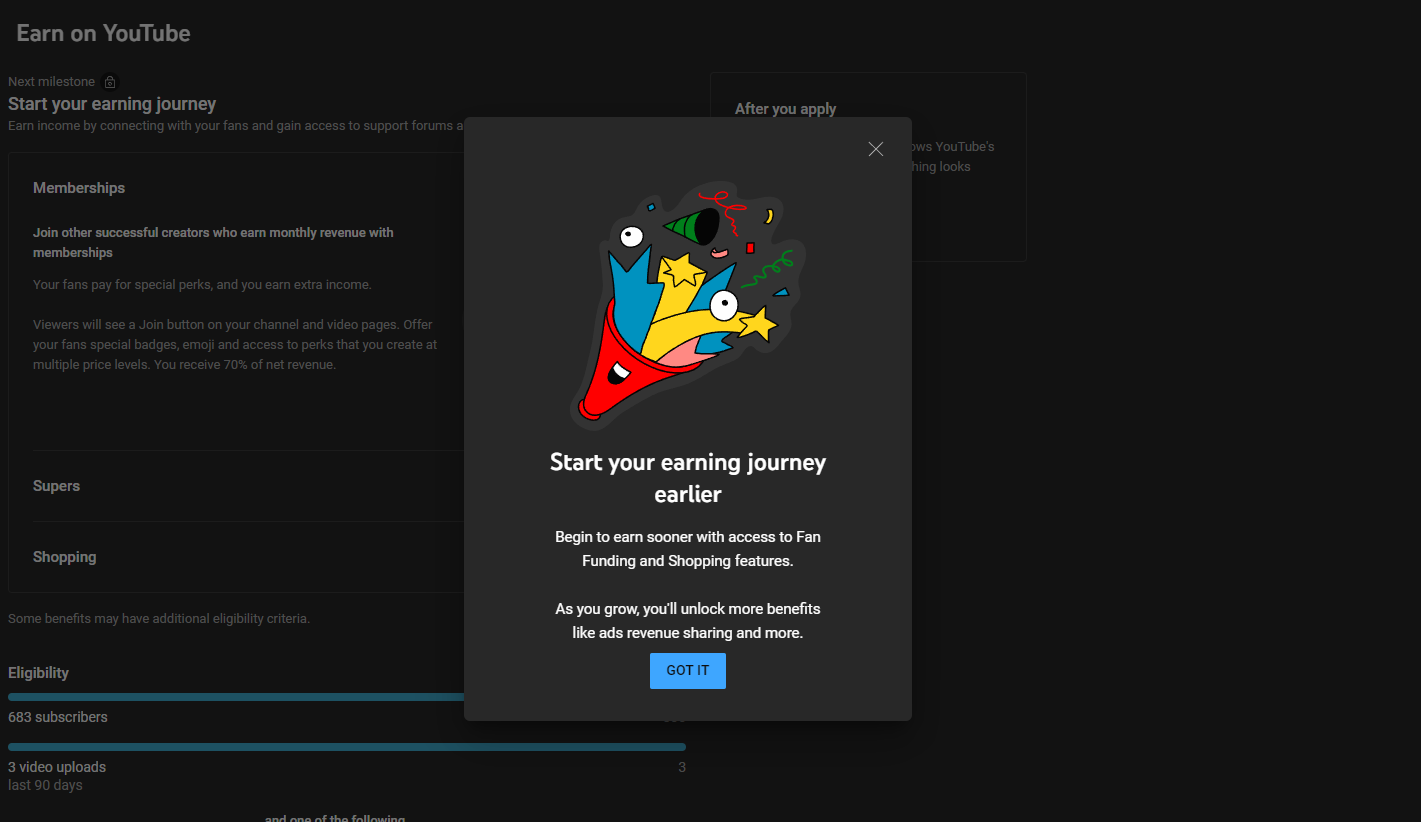 Earn on YouTube
Next milestone
Start your earning journey
Earn income by connecting with your fans and gain access to support forums a
Memberships
Join other successful creators who earn monthly revenue with
memberships
Your fans pay for special perks, and you earn extra income.
Viewers will see a Join button on your channel and video pages. Offer
your fans special badges, emoji and access to perks that you create at
multiple price levels. You receive 70% of net revenue.
Supers
Shopping
Some benefits may have additional eligibility criteria.
Eligibility
683 subscribers
3 video uploads
3
last 90 days
and one of the following
After you apply
YouTube's
looks
Start your earning journey
earlier
Begin to earn sooner with access to Fan
Funding and Shopping features.
As you grow, you'll unlock more benefits
like ads revenue sharing and more.
GOT IT